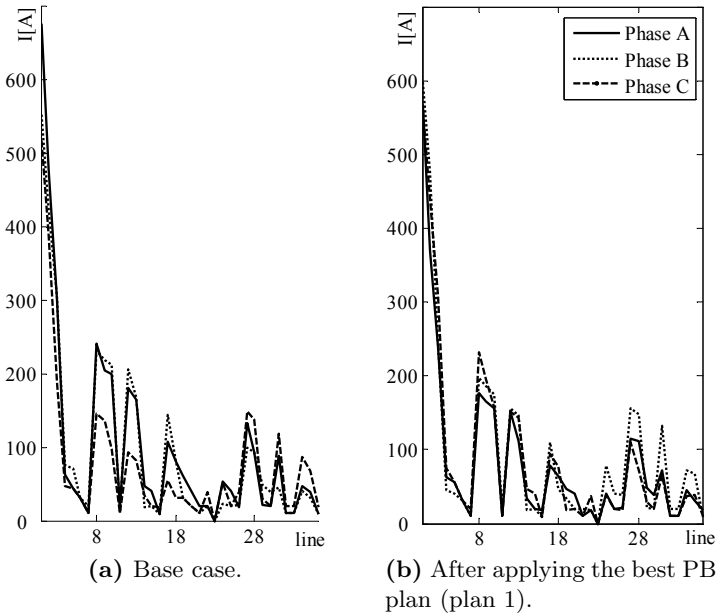 I[A]
600
500
400
300
200
100
0
8
18
28
line
(a) Base case.
I[A]
Phase A
Phase B
Phase C
600
500
400
300
200
100
0
8
18
28
line
(b) After applying the best PB
plan (plan 1).